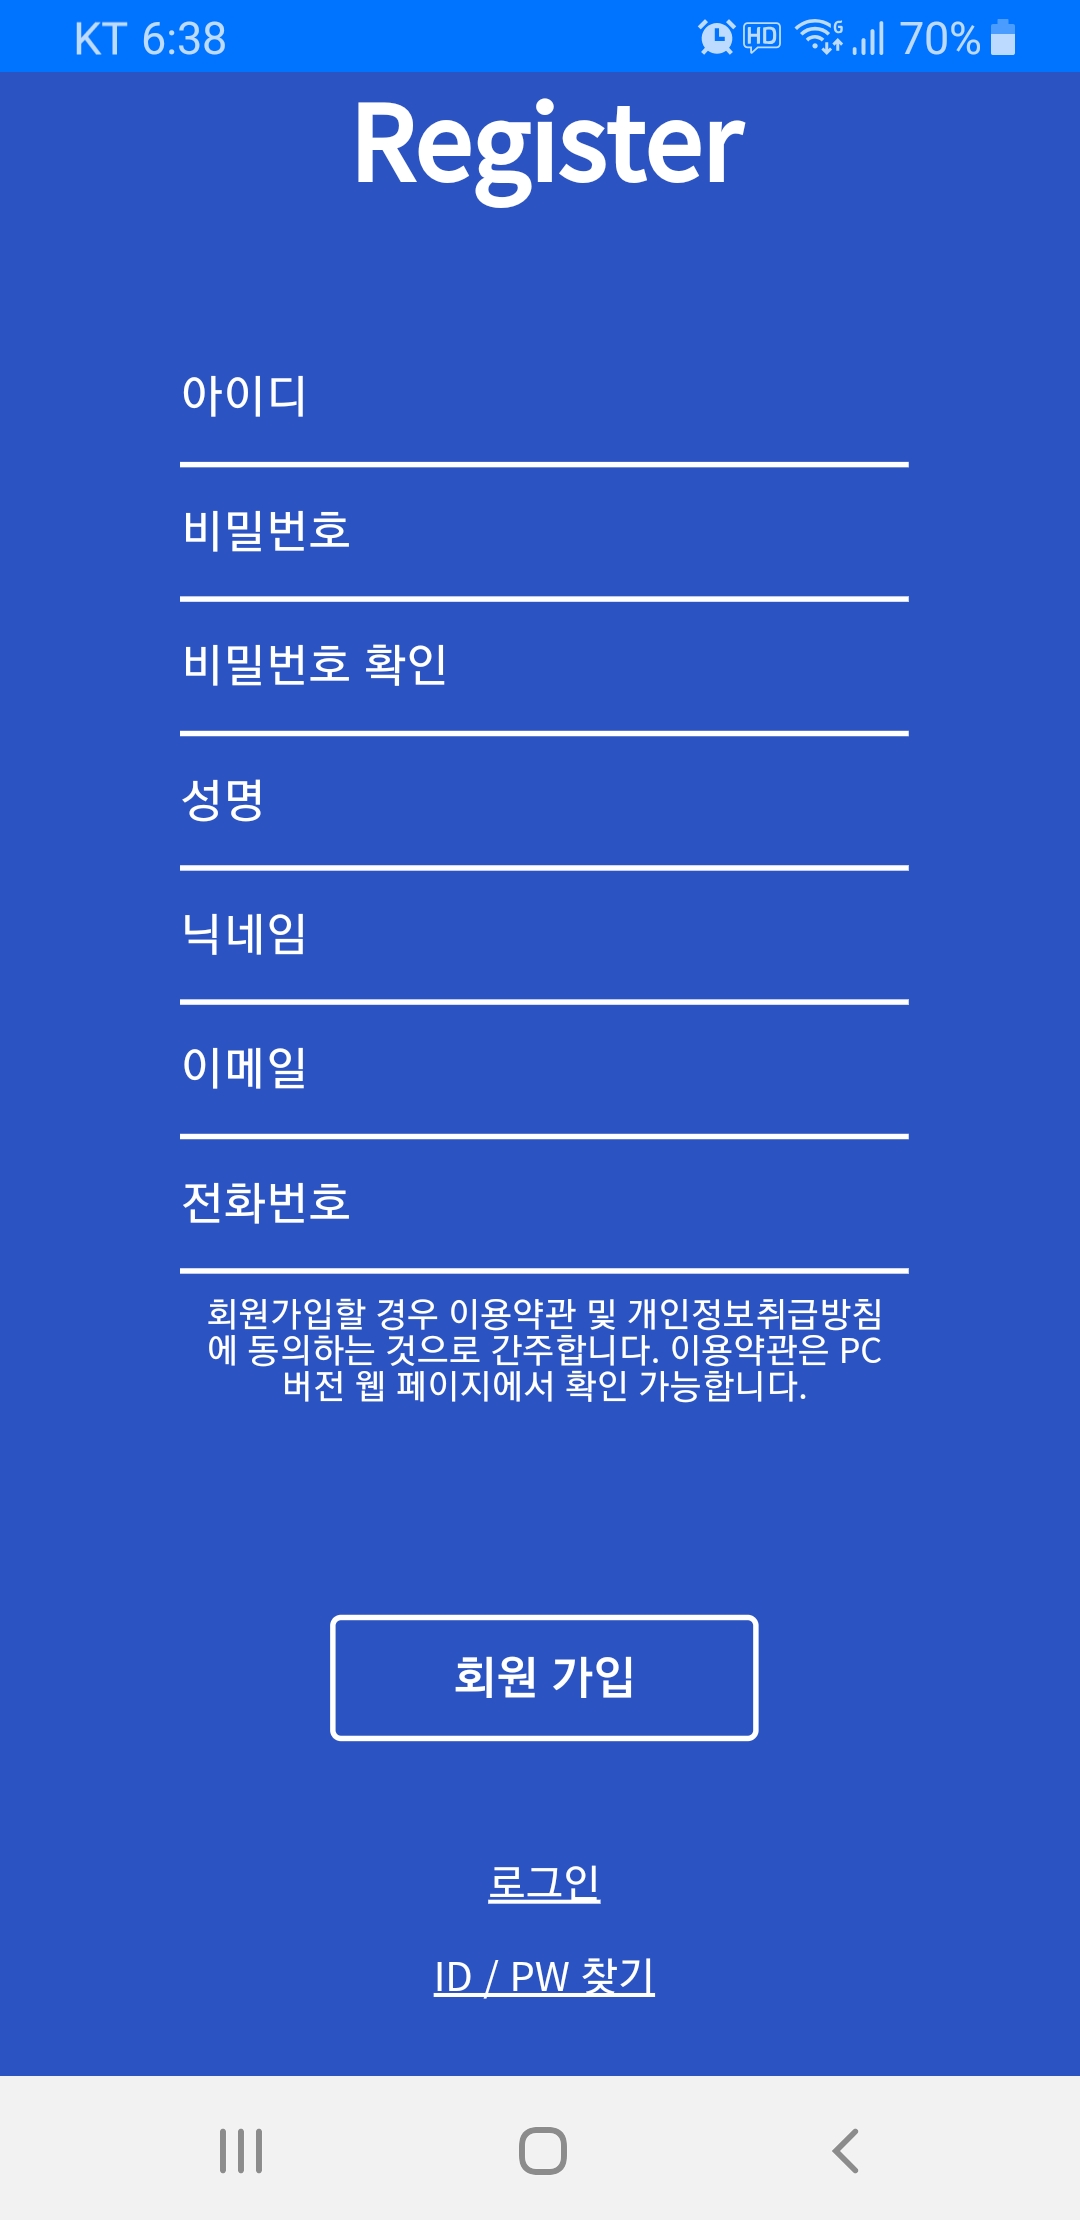 KT 6:38 HD G 70%
Register
아이디
비밀번호
비밀번호 확인
성명
닉네임
이메일
전화번호
회원가입할 경우 이용약관 및 개인정보취급방침
에 동의하는 것으로 간주합니다. 이용약관은 PC
버전 웹 페이지에서 확인 가능합니다.
회원 가입
로그인
ID / PW 찾기